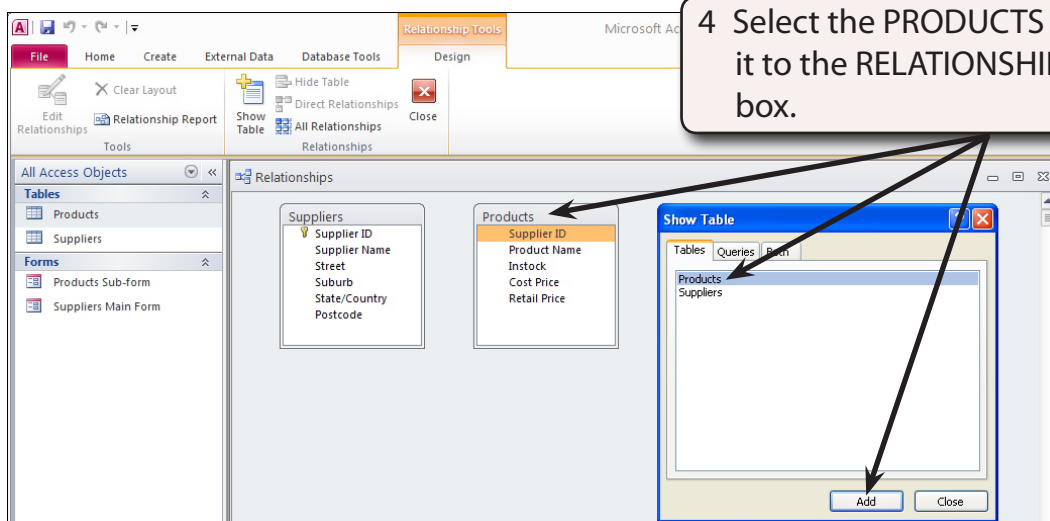 Relationship Tools
Microsoft Ac
File Home Create External Data Database Tools Design
Clear Layout
Edit Relationships
Relationship Report
Tools
Show Table
Hide Table
Direct Relationships
All Relationships
Close
Relationships
4 Select the PRODUCTS
it to the RELATIONSHI
box.
All Access Objects
Tables
Products
Suppliers
Forms
Products Sub-form
Suppliers Main Form
Relationships
Suppliers
Supplier ID
Supplier Name
Street
Suburb
State/Country
Postcode
Products
Supplier ID
Product Name
Instock
Cost Price
Retail Price
Show Table
Tables Queries Both
Products
Suppliers
Add Close